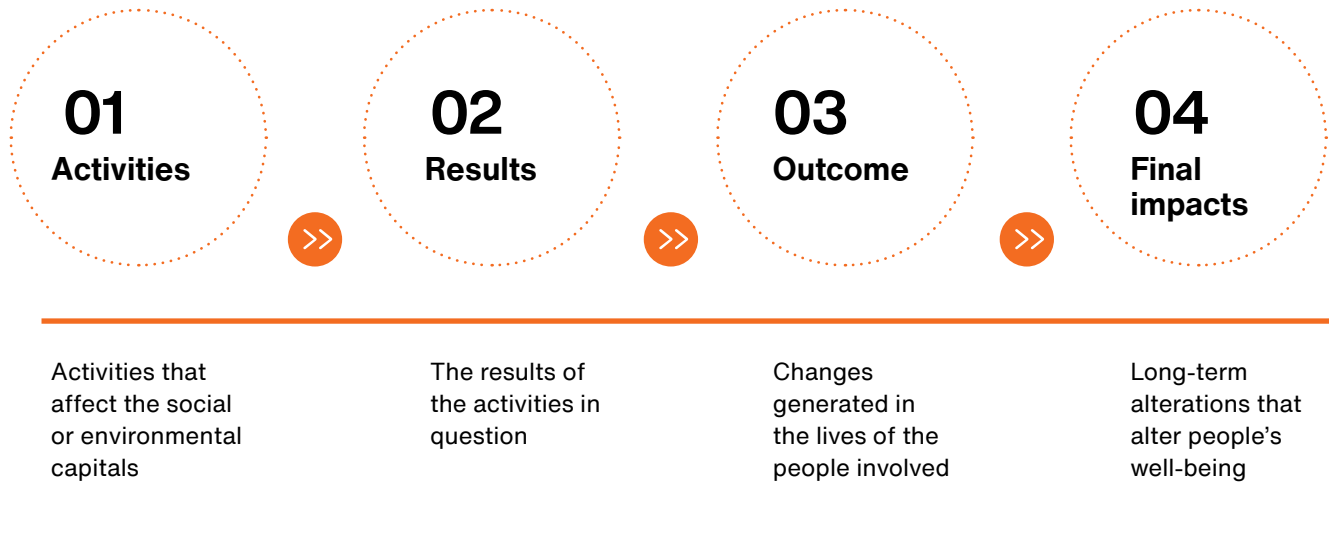 01
Activities
02
Results
03
Outcome
04
Final
impacts
Activities that
affect the social
or environmental
capitals
The results of
the activities in
question
Changes
generated in
the lives of the
people involved
Long-term
alterations that
alter people’s
well-being